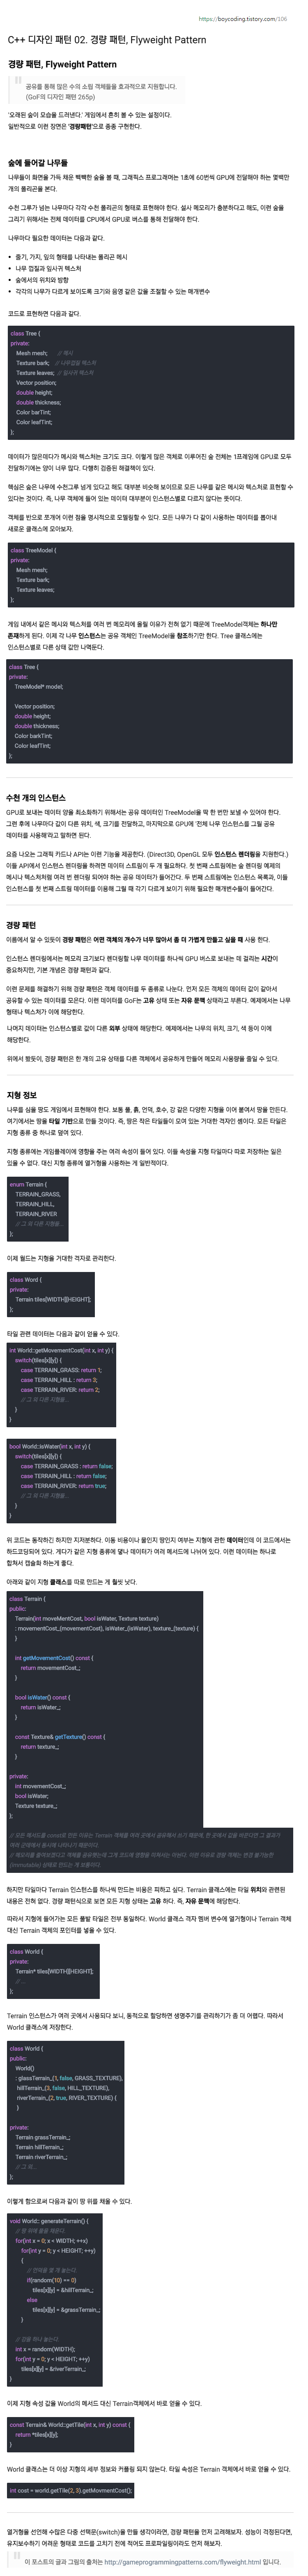 https://boycoding.tistory.com/106
C++ 디자인 패턴 02. 경량 패턴, Flyweight Pattern
경량 패턴, Flyweight Pattern
공유를 통해 많은 수의 소립 객체들을 효과적으로 지원합니다.
(GoF의 디자인 패턴 265p)
'오래된 숲이 모습을 드러낸다.' 게임에서 흔히 볼 수 있는 설정이다.
일반적으로 이런 장면은 '경량패턴'으로 종종 구현한다.
숲에 들어갈 나무들
나무들이 화면을 가득 채운 빽빽한 숲을 볼 때, 그래픽스 프로그래머는 1초에 60번씩 GPU에 전달해야 하는 몇백만
개의 폴리곤을 본다.
수천 그루가 넘는 나무마다 각각 수천 폴리곤의 형태로 표현해야 한다. 설사 메모리가 충분하다고 해도, 이런 숲을
그리기 위해서는 전체 데이터를 CPU에서 GPU로 버스를 통해 전달해야 한다.
나무마다 필요한 데이터는 다음과 같다.
• 줄기, 가지, 잎의 형태를 나타내는 폴리곤 메시
• 나무 껍질과 잎사귀 텍스처
• 숲에서의 위치와 방향
• 각각의 나무가 다르게 보이도록 크기와 음영 같은 값을 조절할 수 있는 매개변수
코드로 표현하면 다음과 같다.
class Tree {
private:
Mesh mesh; // 메시
Texture bark; // 나무껍질 텍스처
Texture leaves; // 잎사귀 텍스처
Vector position;
double height;
double thickness;
Color barTint;
Color leafTint;
};
데이터가 많은데다가 메시와 텍스처는 크기도 크다. 이렇게 많은 객체로 이루어진 숲 전체는 1프레임에 GPU로 모두
전달하기에는 양이 너무 많다. 다행히 검증된 해결책이 있다.
핵심은 숲은 나무에 수천그루 넘게 있다고 해도 대부분 비슷해 보이므로 모든 나무를 같은 메시와 텍스처로 표현할 수
있다는 것이다. 즉, 나무 객체에 들어 있는 데이터 대부분이 인스턴스별로 다르지 않다는 뜻이다.
객체를 반으로 쪼개어 이런 점을 명시적으로 모델링할 수 있다. 모든 나무가 다 같이 사용하는 데이터를 뽑아내
새로운 클래스에 모아보자.
class TreeModel {
private:
Mesh mesh;
Texture bark;
Texture leaves;
};
게임 내에서 같은 메시와 텍스처를 여러 번 메모리에 올릴 이유가 전혀 없기 때문에 TreeModel객체는 하나만
존재하게 된다. 이제 각 나무 인스턴스는 공유 객체인 TreeModel을 참조하기만 한다. Tree 클래스에는
인스턴스별로 다른 상태 값만 나뒤둔다.
class Tree {
private:
TreeModel* model;
Vector position;
double height;
double thickness;
Color barkTint;
Color leafTint;
};
수천 개의 인스턴스
GPU로 보내는 데이터 양을 최소화하기 위해서는 공유 데이터인 TreeModel을 딱 한 번만 보낼 수 있어야 한다.
그런 후에 나무마다 값이 다른 위치, 색, 크기를 전달하고, 마지막으로 GPU에 '전체 나무 인스턴스를 그릴 공유
데이터를 사용해'라고 말하면 된다.
요즘 나오는 그래픽 카드나 API는 이런 기능을 제공한다. (Direct3D, OpenGL 모두 인스턴스 렌더링을 지원한다.)
이들 API에서 인스턴스 렌더링을 하려면 데이터 스트림이 두 개 필요하다. 첫 번째 스트림에는 숲 렌더링 예제의
메시나 텍스처처럼 여러 번 렌더링 되어야 하는 공유 데이터가 들어간다. 두 번째 스트림에는 인스턴스 목록과, 이들
인스턴스를 첫 번째 스트림 데이터를 이용해 그릴 때 각기 다르게 보이기 위해 필요한 매개변수들이 들어간다.
경량 패턴
이름에서 알 수 있듯이 경량 패턴은 어떤 객체의 개수가 너무 많아서 좀 더 가볍게 만들고 싶을 때 사용 한다.
인스턴스 렌더링에서는 메모리 크기보다 렌더링할 나무 데이터를 하나씩 GPU 버스로 보내는 데 걸리는 시간이
중요하지만, 기본 개념은 경량 패턴과 같다.
이런 문제를 해결하기 위해 경량 패턴은 객체 데이터를 두 종류로 나눈다. 먼저 모든 객체의 데이터 값이 같아서
공유할 수 있는 데이터를 모은다. 이런 데이터를 GoF는 고유 상태 또는 자유 문맥 상태라고 부른다. 예제에서는 나무
형태나 텍스처가 이에 해당한다.
나머지 데이터는 인스턴스별로 값이 다른 외부 상태에 해당한다. 예제에서는 나무의 위치, 크기, 색 등이 이에
해당한다.
위에서 봤듯이, 경량 패턴은 한 개의 고유 상태를 다른 객체에서 공유하게 만들어 메모리 사용량을 줄일 수 있다.
지형 정보
나무를 심을 땅도 게임에서 표현해야 한다. 보통 풀, 흙, 언덕, 호수, 강 같은 다양한 지형을 이어 붙여서 땅을 만든다.
여기에서는 땅을 타일 기반으로 만들 것이다. 즉, 땅은 작은 타일들이 모여 있는 거대한 격자인 셈이다. 모든 타일은
지형 종류 중 하나로 덮여 있다.
지형 종류에는 게임플레이에 영향을 주는 여러 속성이 들어 있다. 이들 속성을 지형 타일마다 따로 저장하는 일은
있을 수 없다. 대신 지형 종류에 열거형을 사용하는 게 일반적이다.
enum Terrain {
TERRAIN_GRASS,
TERRAIN_HILL,
TERRAIN_RIVER
// 그 외 다른 지형들...
};
이제 월드는 지형을 거대한 격자로 관리한다.
class Word {
private:
Terrain tiles[WIDTH][HEIGHT];
};
타일 관련 데이터는 다음과 같이 얻을 수 있다.
int World::getMovementCost(int x, int y) {
switch(tiles[x][y]) {
case TERRAIN_GRASS: return 1;
case TERRAIN_HILL : return 3;
case TERRAIN_RIVER: return 2;
// 그 외 다른 지형들...
}
}
bool World::isWater(int x, int y) {
switch(tiles[x][y]) {
case TERRAIN_GRASS : return false;
case TERRAIN_HILL : return false;
case TERRAIN_RIVER: return true;
// 그 외 다른 지형들...
}
}
위 코드는 동작하긴 하지만 지저분하다. 이동 비용이나 물인지 땅인지 여부는 지형에 관한 데이터인데 이 코드에서는
하드코딩되어 있다. 게다가 같은 지형 종류에 얽나 데이터가 여러 메서드에 나뉘어 있다. 이런 데이터는 하나로
합쳐서 캡슐화 하는게 좋다.
아래와 같이 지형 클래스를 따로 만드는 게 훨씬 낫다.
class Terrain {
public:
Terrain(int moveMentCost, bool isWater, Texture texture)
: movementCost_(movementCost), isWater_(isWater), texture_(texture) {
}
int getMovementCost() const {
return movementCost_;
}
bool isWater() const {
return isWater_;
}
const Texture& getTexture() const {
return texture_;
}
private:
int movementCost_;
bool isWater;
Texture texture_;
};
// 모든 메서드를 const로 만든 이유는 Terrain 객체를 여러 곳에서 공유해서 쓰기 때문에, 한 곳에서 값을 바꾼다면 그 결과가
여러 군데에서 동시에 나타나기 때문이다.
(immutable) 상태로 만드는 게 보통이다.
하지만 타일마다 Terrain 인스턴스를 하나씩 만드는 비용은 피하고 싶다. Terrain 클래스에는 타일 위치와 관련된
내용은 전혀 없다. 경량 패턴식으로 보면 모든 지형 상태는 고유 하다. 즉, 자유 문맥에 해당한다.
따라서 지형에 들어가는 모든 풀밭 타일은 전부 동일하다. World 클래스 격자 멤버 변수에 열거형이나 Terrain 객체
대신 Terrain 객체의 포인터를 넣을 수 있다.
class World {
private:
Terrain* tiles[WIDTH][HEIGHT];
// ...
};
Terrain 인스턴스가 여러 곳에서 사용되다 보니, 동적으로 할당하면 생명주기를 관리하기가 좀 더 어렵다. 따라서
World 클래스에 저장한다.
class World {
public:
World()
: glassTerrain_(1, false, GRASS_TEXTURE),
hillTerrain_(3, false, HILL_TEXTURE),
riverTerrain_(2, true, RIVER_TEXTURE) {
}
private:
Terrain grassTerrain_;
Terrain hillTerrain_;
Terrain riverTerrain_;
// 그 외...
};
이렇게 함으로써 다음과 같이 땅 위를 채울 수 있다.
void World:: generateTerrain() {
// 땅 위에 풀을 채운다.
for(int x = 0; x < WIDTH; ++x)
for(int y = 0; y < HEIGHT; ++y)
{
// 언덕을 몇 개 놓는다.
if(random(10) == 0)
tiles[x][y] = &hillTerrain_;
else
tiles[x][y] = &grassTerrain_;
}
// 강을 하나 놓는다.
int x = random(WIDTH);
for(int y = 0; y < HEIGHT; ++y)
tiles[x][y] = &riverTerrain_;
}
이제 지형 속성 값을 World의 메서드 대신 Terrain객체에서 바로 얻을 수 있다.
const Terrain& World::getTile(int x, int y) const {
return *tiles[x][y];
}
World 클래스는 더 이상 지형의 세부 정보와 커플링 되지 않는다. 타일 속성은 Terrain 객체에서 바로 얻을 수 있다.
int cost = world.getTile(2, 3).getMovmentCost();
열거형을 선언해 수많은 다중 선택문(switch)을 만들 생각이라면, 경량 패턴을 먼저 고려해보자. 성능이 걱정된다면,
유지보수하기 어려운 형태로 코드를 고치기 전에 적어도 프로파일링이라도 먼저 해보자.
이 포스트의 글과 그림의 출처는 http://gameprogrammingpatterns.com/flyweight.html 입니다.